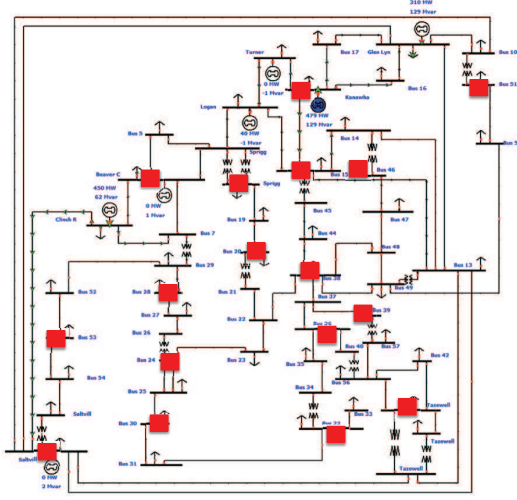 310 MW
129 Mvar
Turner
Bus 17
Glen Lyn
Bus 10
0 MW
-1 Mvar
Kanawha
Bus 16
Bus 51
Logan
479 MW
129 Mvar
Bus 5
40 MW
-1 Mvar
Bus 14
Bus 5
Sprigg
Beaver C
Bus 15
Bus 46
450 MW
62 Mvar
0 MW
1 Mvar
Sprigg
Bus 45
Bus 47
Clinch R
Bus 19
Bus 44
Bus 7
Bus 20
Bus 48
Bus 29
Bus 38
Bus 13
Bus 52
Bus 28
Bus 21
Bus 49
Bus 37
Bus 27
Bus 22
Bus 39
Bus 26
Bus 36
Bus 53
Bus 57
Bus 24
Bus 23
Bus 40
Bus 42
Bus 35
Bus 54
Bus 56
Bus 25
Bus 34
Tazewell
Saltvill
Bus 30
Bus 33
Bus 32
Tazewell
Saltvill
Bus 31
0 MW
2 Mvar
Tazewell